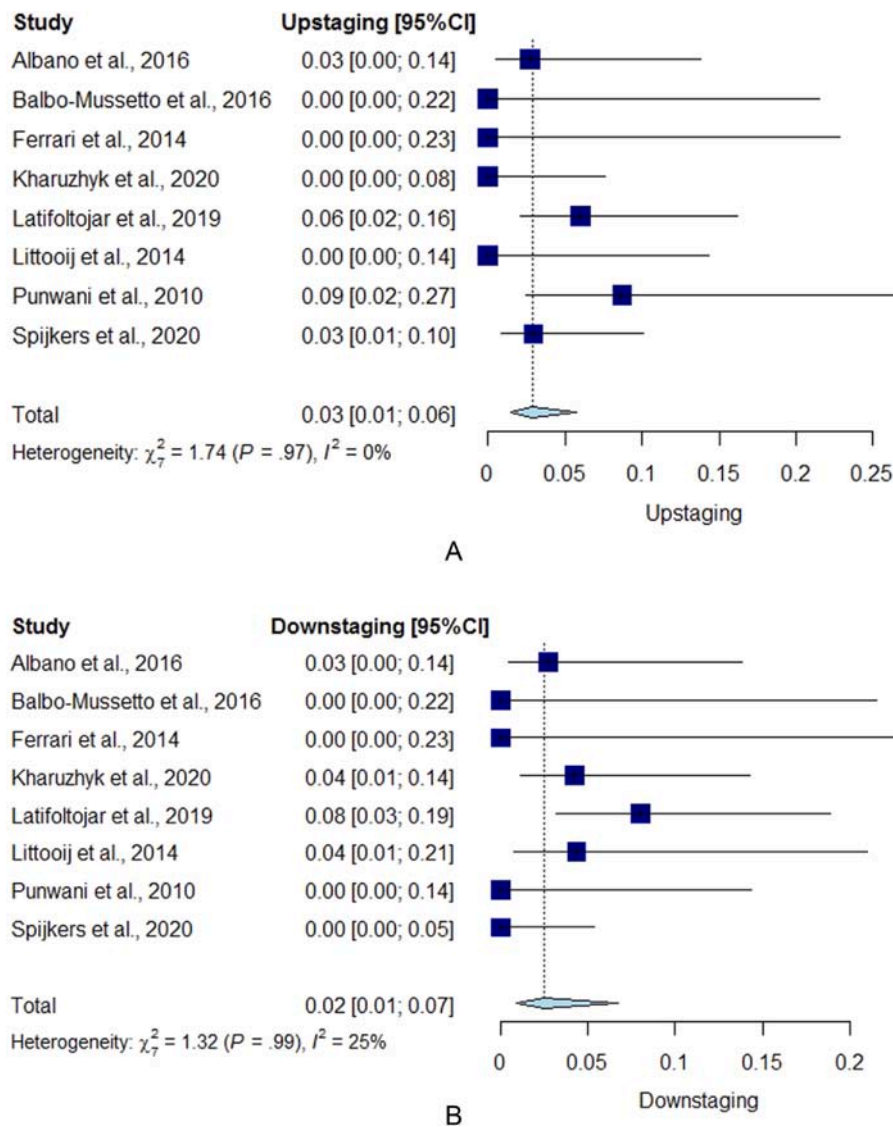 Study Upstaging [95%CI]
Albano et al., 2016 0.03 [0.00; 0.14]
Balbo-Mussetto et al., 2016 0.00 [0.00; 0.22]
Ferrari et al., 2014 0.00 [0.00; 0.23]
Kharuzhyk et al., 2020 0.00 [0.00; 0.08]
Latifoltojar et al., 2019 0.06 [0.02; 0.16]
Littooij et al., 2014 0.00 [0.00; 0.14]
Punwani et al., 2010 0.09 [0.02; 0.27]
Spijkers et al., 2020 0.03 [0.01; 0.10]
Total 0.03 [0.01; 0.06]
Heterogeneity: χ²₇ = 1.74 (P = .97), I² = 0%
0 0.05 0.1 0.15 0.2 0.25
Upstaging
A
Study Downstaging [95%CI]
Albano et al., 2016 0.03 [0.00; 0.14]
Balbo-Mussetto et al., 2016 0.00 [0.00; 0.22]
Ferrari et al., 2014 0.00 [0.00; 0.23]
Kharuzhyk et al., 2020 0.04 [0.01; 0.14]
Latifoltojar et al., 2019 0.08 [0.03; 0.19]
Littooij et al., 2014 0.04 [0.01; 0.21]
Punwani et al., 2010 0.00 [0.00; 0.14]
Spijkers et al., 2020 0.00 [0.00; 0.05]
Total 0.02 [0.01; 0.07]
Heterogeneity: χ²₇ = 1.32 (P = .99), I² = 25%
0 0.05 0.1 0.15 0.2
Downstaging
B